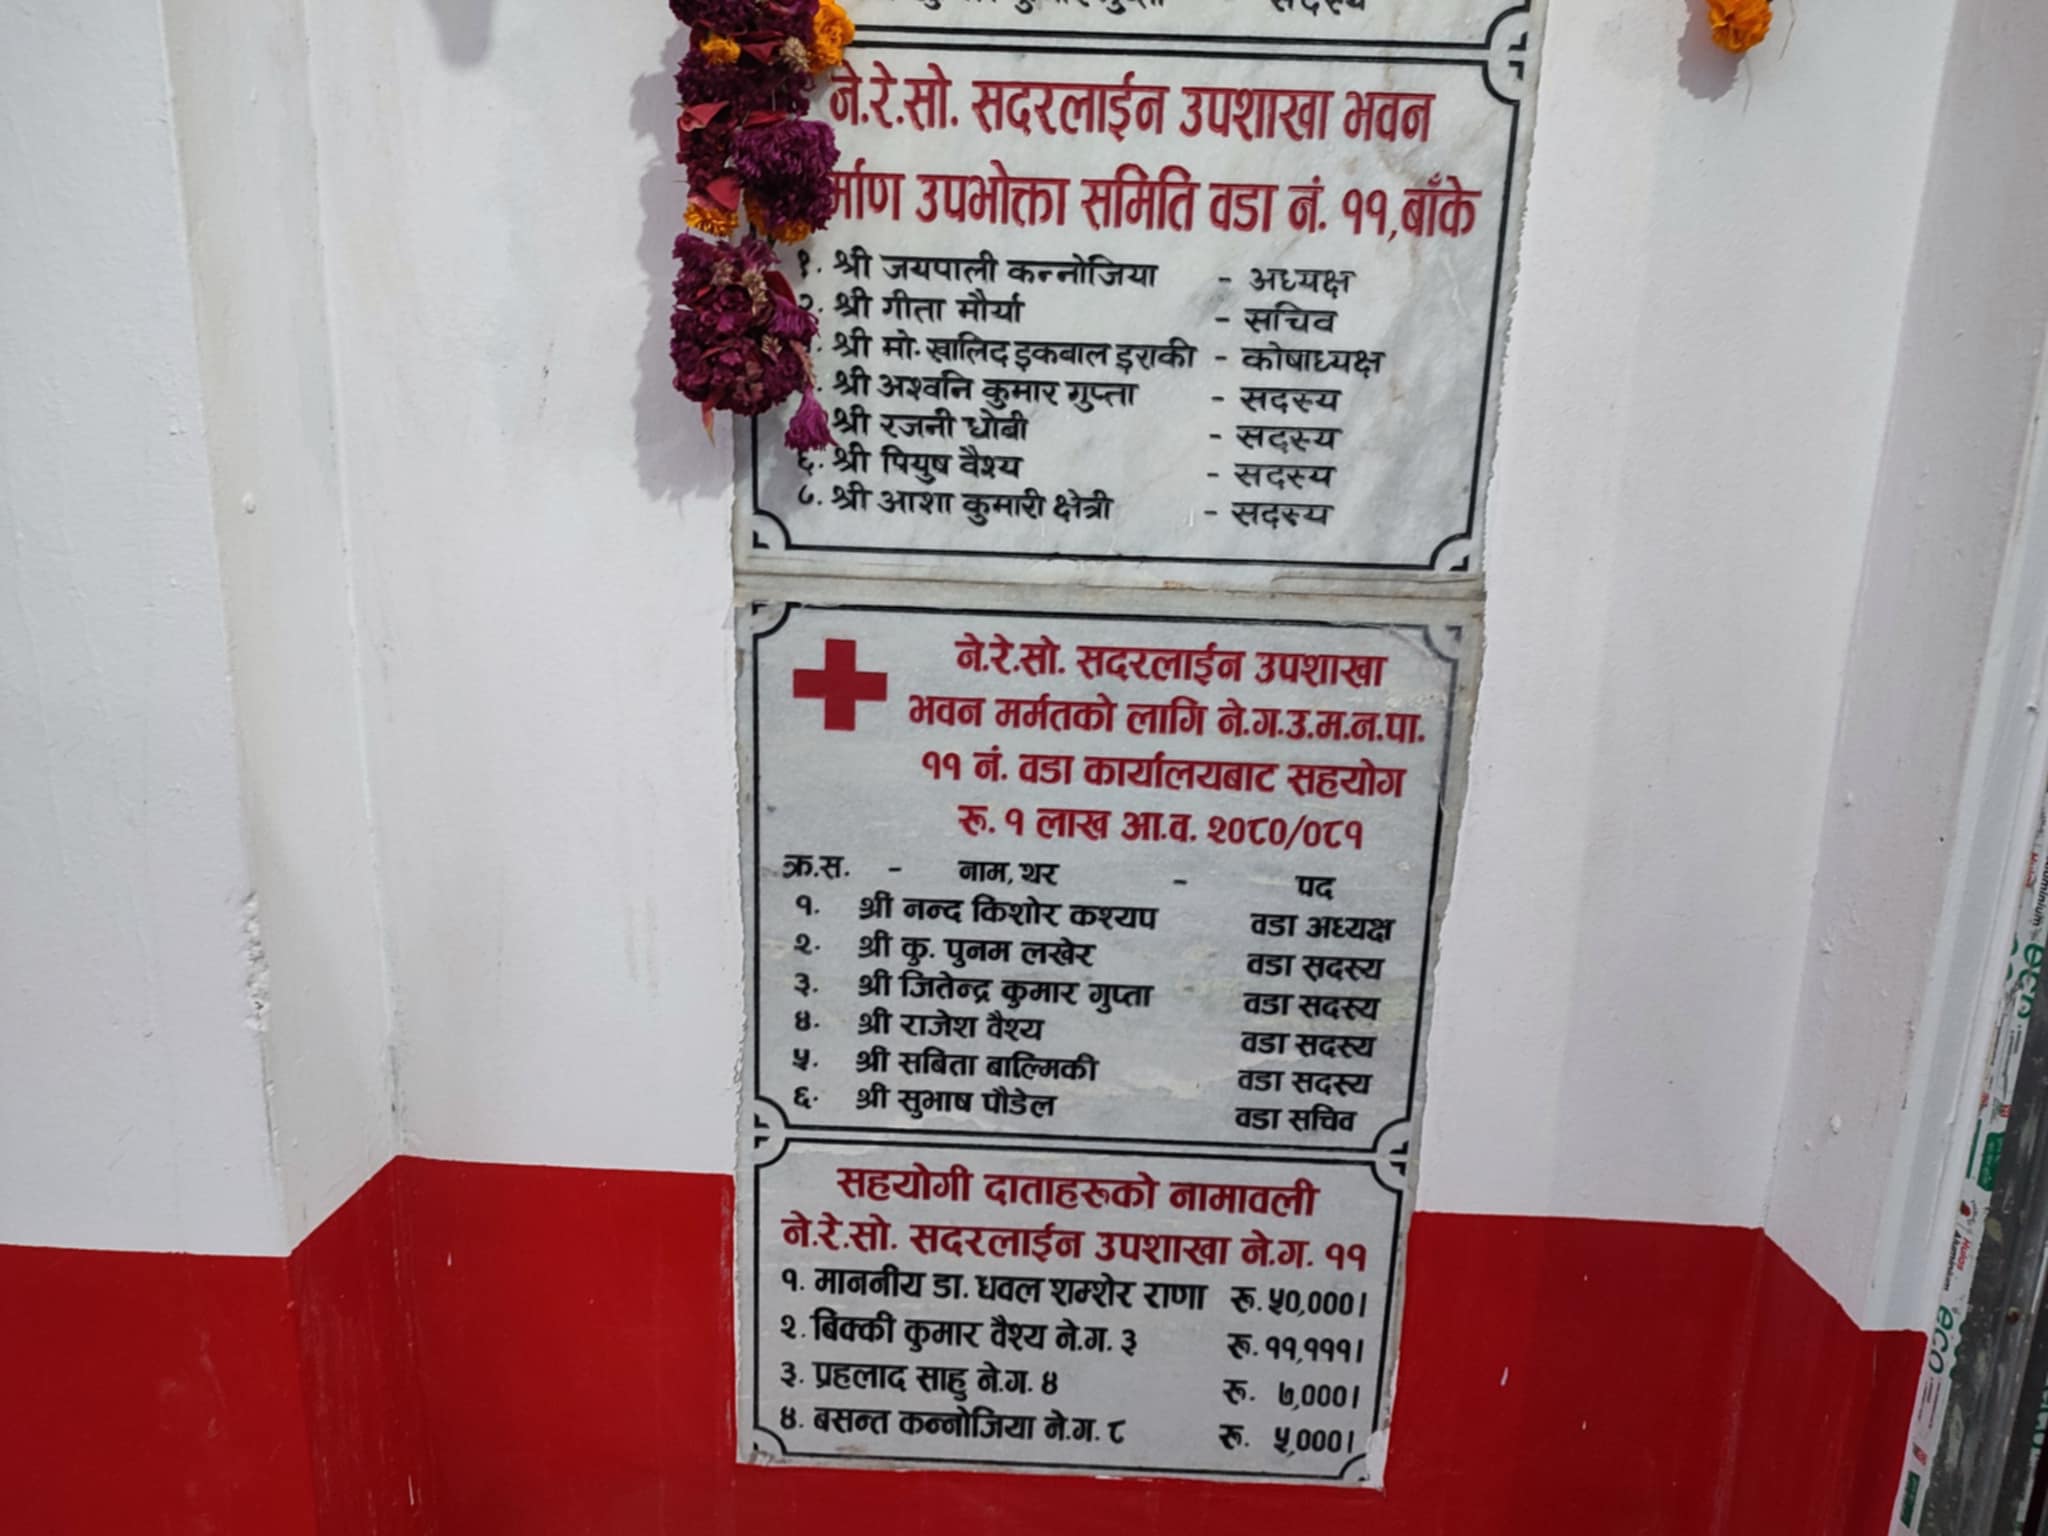 सदस्य
ने.रे.सो. सदरलाईन उपशाखा भवन
र्माण उपभोक्ता समिति वडा नं. ११,बाँके
१. श्री जयपाली कन्नोजिया - अध्यक्ष
२. श्री गीता मौर्या - सचिव
श्री मो. खालिद इकबाल इराकी - कोषाध्यक्ष
श्री अश्वनि कुमार गुप्ता - सदस्य
श्री रजनी धोबी - सदस्य
६. श्री पियुष वैश्य - सदस्य
७. श्री आशा कुमारी क्षेत्री - सदस्य
ने.रे.सो. सदरलाईन उपशाखा
भवन मर्मतको लागि ने.ग.उ.म.न.पा.
११ नं. वडा कार्यालयबाट सहयोग
रू. १ लाख आ.व. २०८०/०८१
क्र.स. - नाम, थर - पद
१. श्री नन्द किशोर कश्यप वडा अध्यक्ष
२. श्री कु. पुनम लखेर वडा सदस्य
३. श्री जितेन्द्र कुमार गुप्ता वडा सदस्य
४. श्री राजेश वैश्य वडा सदस्य
५. श्री सबिता बाल्मिकी वडा सदस्य
६. श्री सुभाष पौडेल वडा सचिव
सहयोगी दाताहरूको नामावली
ने.रे.सो. सदरलाईन उपशाखा ने.ग. ११
१. माननीय डा. धवल शम्शेर राणा रू. ५०,०००।
२. बिक्की कुमार वैश्य ने.ग. ३ रू. ११,१११।
३. प्रहलाद साहु ने.ग. ४ रू. ७,०००।
४. बसन्त कन्नोजिया ने.ग. ८ रू. ५,०००।
eco
eco